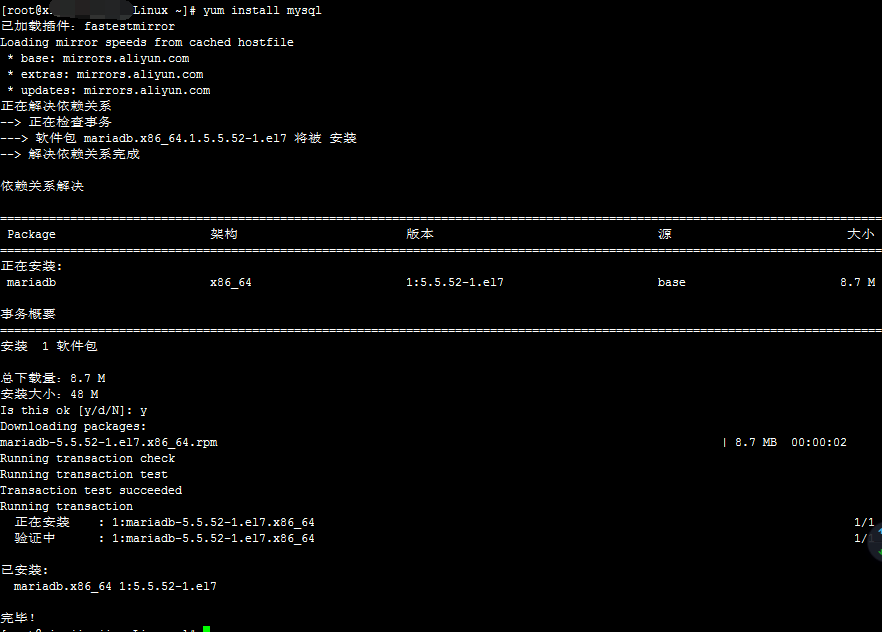 [root@x Linux ~]# yum install mysql
已加载插件: fastestmirror
Loading mirror speeds from cached hostfile
* base: mirrors.aliyun.com
* extras: mirrors.aliyun.com
* updates: mirrors.aliyun.com
正在解决依赖关系
--> 正在检查事务
---> 软件包 mariadb.x86_64.1.5.5.52-1.el7 将被 安装
--> 解决依赖关系完成
依赖关系解决
Package 架构 版本 源 大小
正在安装:
mariadb x86_64 1:5.5.52-1.el7 base 8.7 M
事务概要
安装 1 软件包
总下载量: 8.7 M
安装大小: 48 M
Is this ok [y/d/N]: y
Downloading packages:
mariadb-5.5.52-1.el7.x86_64.rpm | 8.7 MB 00:00:02
Running transaction check
Running transaction test
Transaction test succeeded
Running transaction
正在安装 : 1:mariadb-5.5.52-1.el7.x86_64 1/1
验证中 : 1:mariadb-5.5.52-1.el7.x86_64 1/
已安装:
mariadb.x86_64 1:5.5.52-1.el7
完毕!